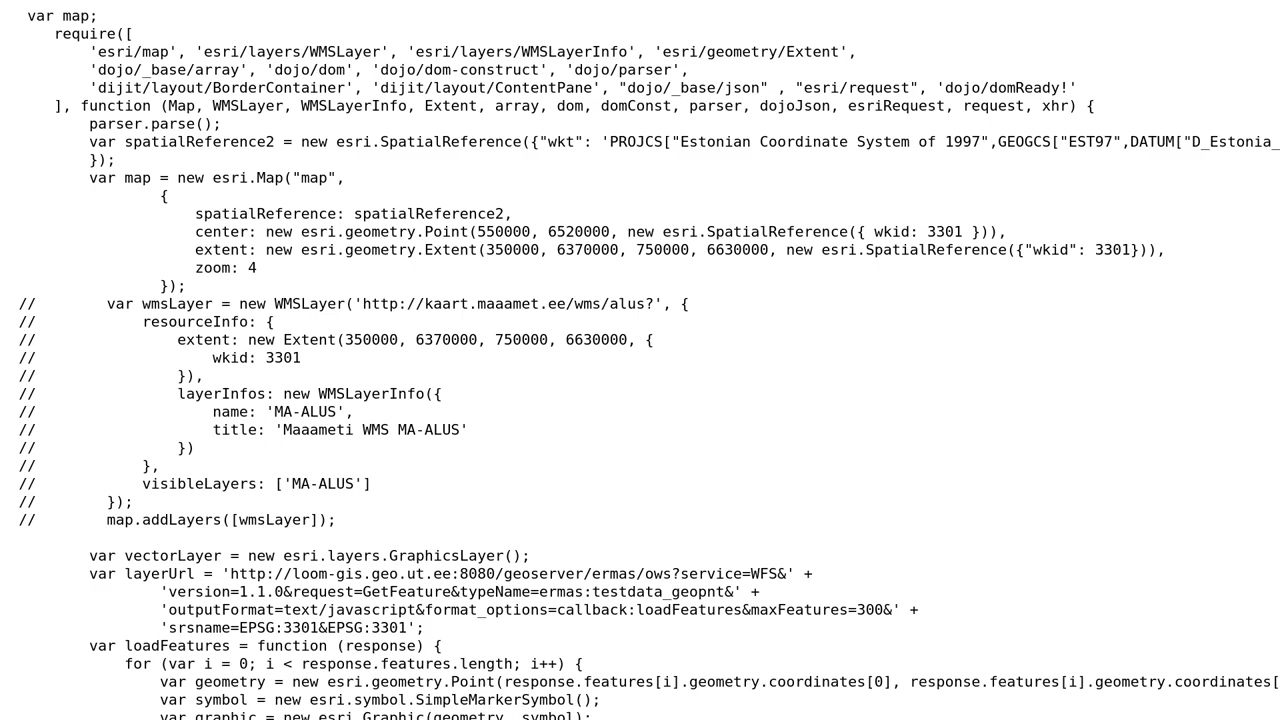 var map;
require([
'esri/map', 'esri/layers/WMSLayer', 'esri/layers/WMSLayerInfo', 'esri/geometry/Extent',
'dojo/_base/array', 'dojo/dom', 'dojo/dom-construct', 'dojo/parser',
'dijit/layout/BorderContainer', 'dijit/layout/ContentPane', "dojo/_base/json" , "esri/request", 'dojo/domReady!'
], function (Map, WMSLayer, WMSLayerInfo, Extent, array, dom, domConst, parser, dojoJson, esriRequest, request, xhr) {
parser.parse();
var spatialReference2 = new esri.SpatialReference({"wkt": 'PROJCS["Estonian Coordinate System of 1997",GEOGCS["EST97",DATUM["D_Estonia_
});
var map = new esri.Map("map",
{
spatialReference: spatialReference2,
center: new esri.geometry.Point(550000, 6520000, new esri.SpatialReference({ wkid: 3301 })),
extent: new esri.geometry.Extent(350000, 6370000, 750000, 6630000, new esri.SpatialReference({"wkid": 3301})),
zoom: 4
});
// var wmsLayer = new WMSLayer('http://kaart.maaamet.ee/wms/alus?', {
// resourceInfo: {
// extent: new Extent(350000, 6370000, 750000, 6630000, {
// wkid: 3301
// }),
// layerInfos: new WMSLayerInfo({
// name: 'MA-ALUS',
// title: 'Maaameti WMS MA-ALUS'
// })
// },
// visibleLayers: ['MA-ALUS']
// });
// map.addLayers([wmsLayer]);
var vectorLayer = new esri.layers.GraphicsLayer();
var layerUrl = 'http://loom-gis.geo.ut.ee:8080/geoserver/ermas/ows?service=WFS&' +
'version=1.1.0&request=GetFeature&typeName=ermas:testdata_geopnt&' +
'outputFormat=text/javascript&format_options=callback:loadFeatures&maxFeatures=300&' +
'srsname=EPSG:3301&EPSG:3301';
var loadFeatures = function (response) {
for (var i = 0; i < response.features.length; i++) {
var geometry = new esri.geometry.Point(response.features[i].geometry.coordinates[0], response.features[i].geometry.coordinates[
var symbol = new esri.symbol.SimpleMarkerSymbol();
var graphic = new esri.Graphic(geometry, symbol);